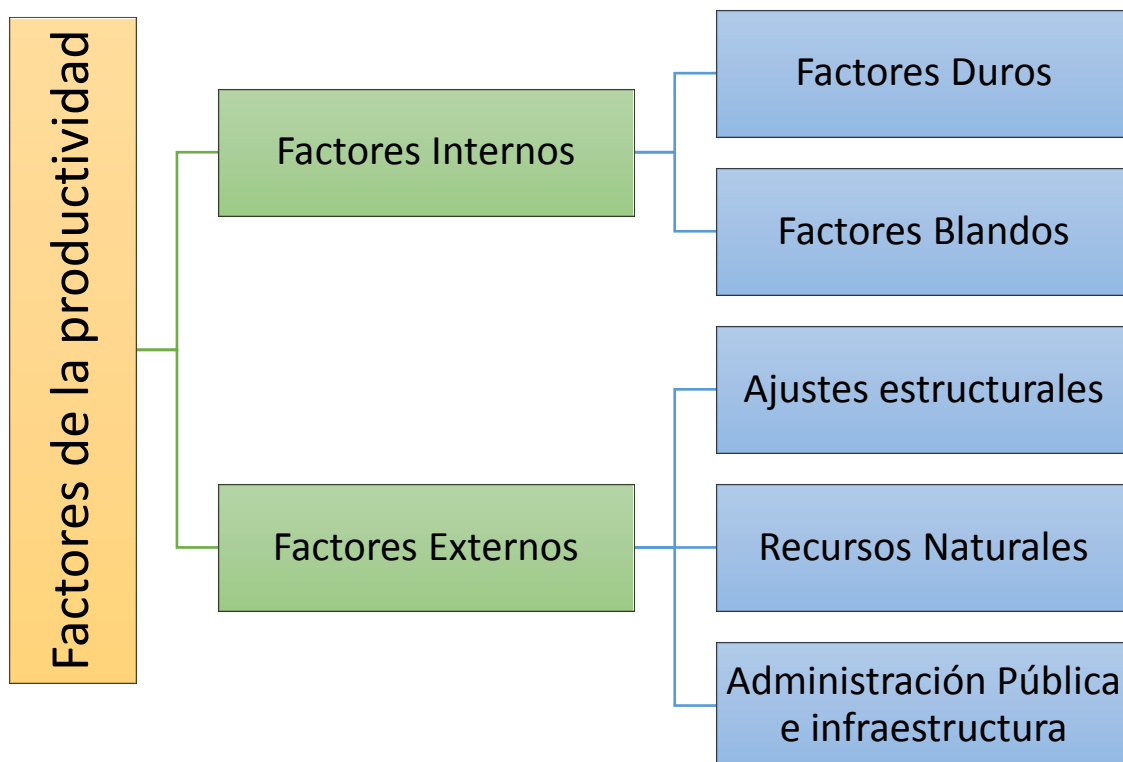 Factores de la productividad
Factores Internos
Factores Duros
Factores Blandos
Factores Externos
Ajustes estructurales
Recursos Naturales
Administración Pública
e infraestructura